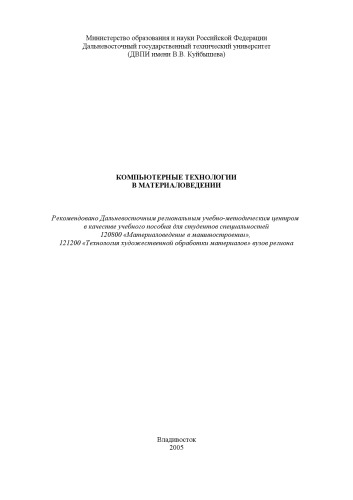 Министерство образования и науки Российской Федерации
Дальневосточный государственный технический университет
(ДВПИ имени В.В. Куйбышева)
КОМПЬЮТЕРНЫЕ ТЕХНОЛОГИИ
В МАТЕРИАЛОВЕДЕНИИ
Рекомендовано Дальневосточным региональным учебно-методическим центром
в качестве учебного пособия для студентов специальностей
120800 «Материаловедение в машиностроении»,
121200 «Технология художественной обработки материалов» вузов региона
Владивосток
2005